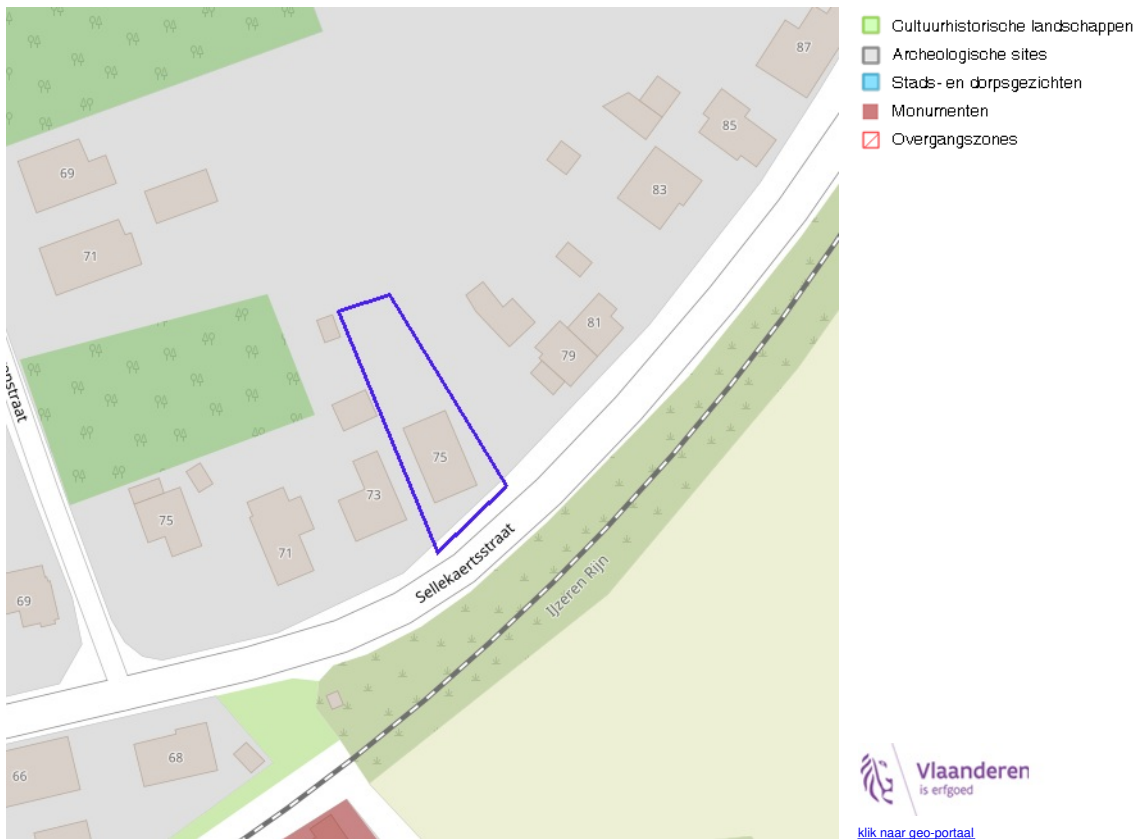 87
Cultuurhistorische landschappen
Archeologische sites
Stads- en dorpsgezichten
Monumenten
Overgangszones
85
69
83
71
81
79
75
73
75
71
Sellekaertsstraat
IJzeren Rijn
69
68
66
Vlaanderen
is erfgoed
klik naar geo-portaal